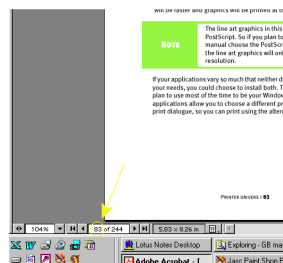 will be faster and graphics will be printed at th
The line art graphics in this
PostScript. So if you plan to
NOTE
manual choose the PostScr
the line art graphics will onl
resolution.
If your applications vary so much that neither d
your needs, you could choose to install both. T
plan to use most of the time to be your Window
applications allow you to choose a different pr
print dialogue, so you can print using the altern
PRINTER DRIVERS • 83
104%
83 of 244
5.83 x 8.26 in
Lotus Notes Desktop
Exploring - GB ma
Adobe Acrobat - [
Jasc Paint Shop P